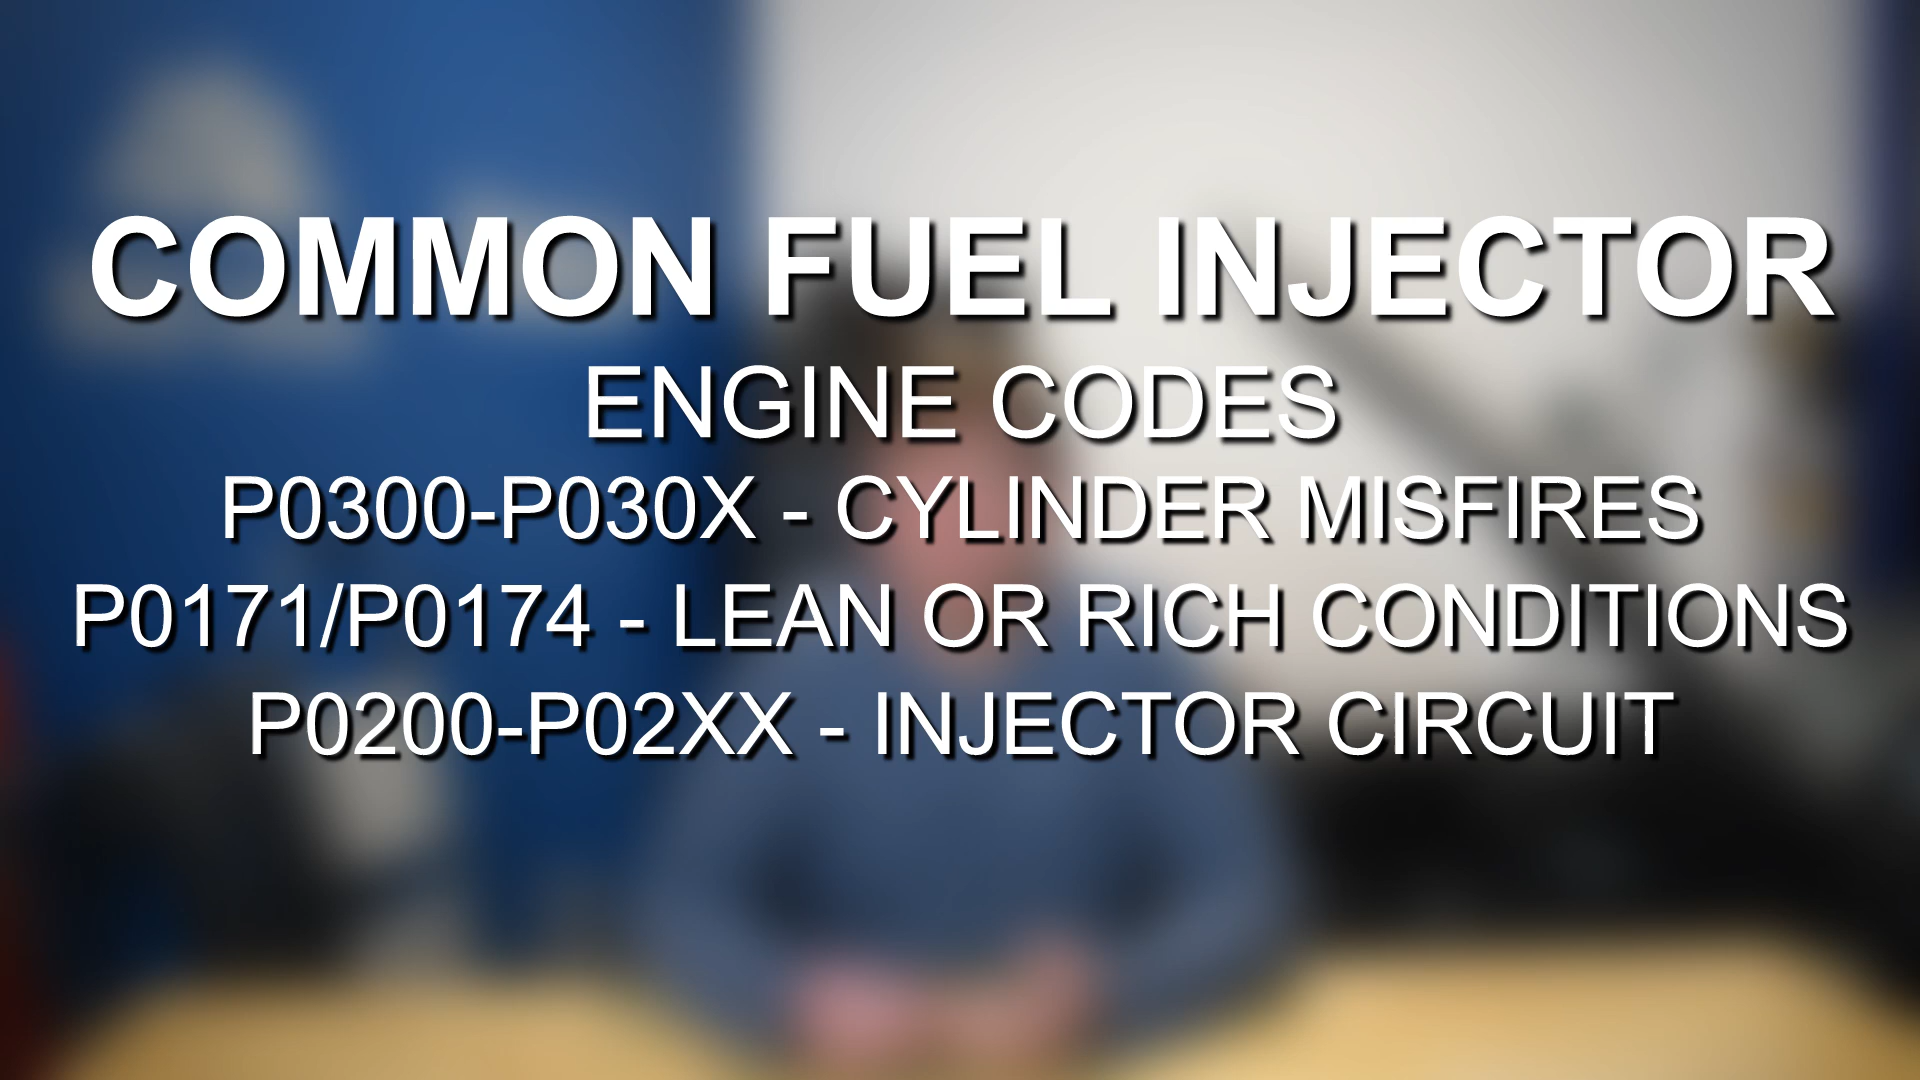 COMMON FUEL INJECTOR
ENGINE CODES
P0300-P030X - CYLINDER MISFIRES
P0171/P0174 - LEAN OR RICH CONDITIONS
P0200-P02XX - INJECTOR CIRCUIT